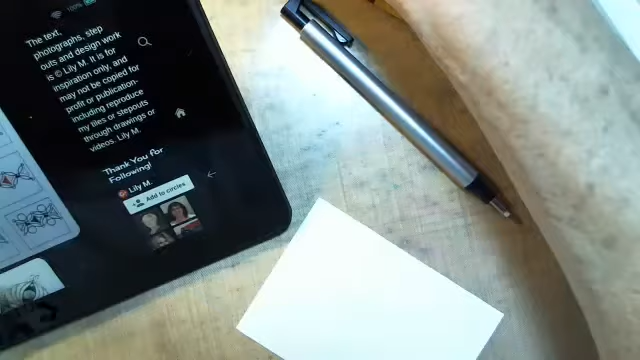 100%
The text,
photographs, step
outs and design work
is © Lily M. It is for
inspiration only, and
may not be copied for
profit or publication-
including reproduce
my tiles or stepouts
through drawings or
videos. Lily M.
Thank You for
Following!
Lily M.
Add to circles